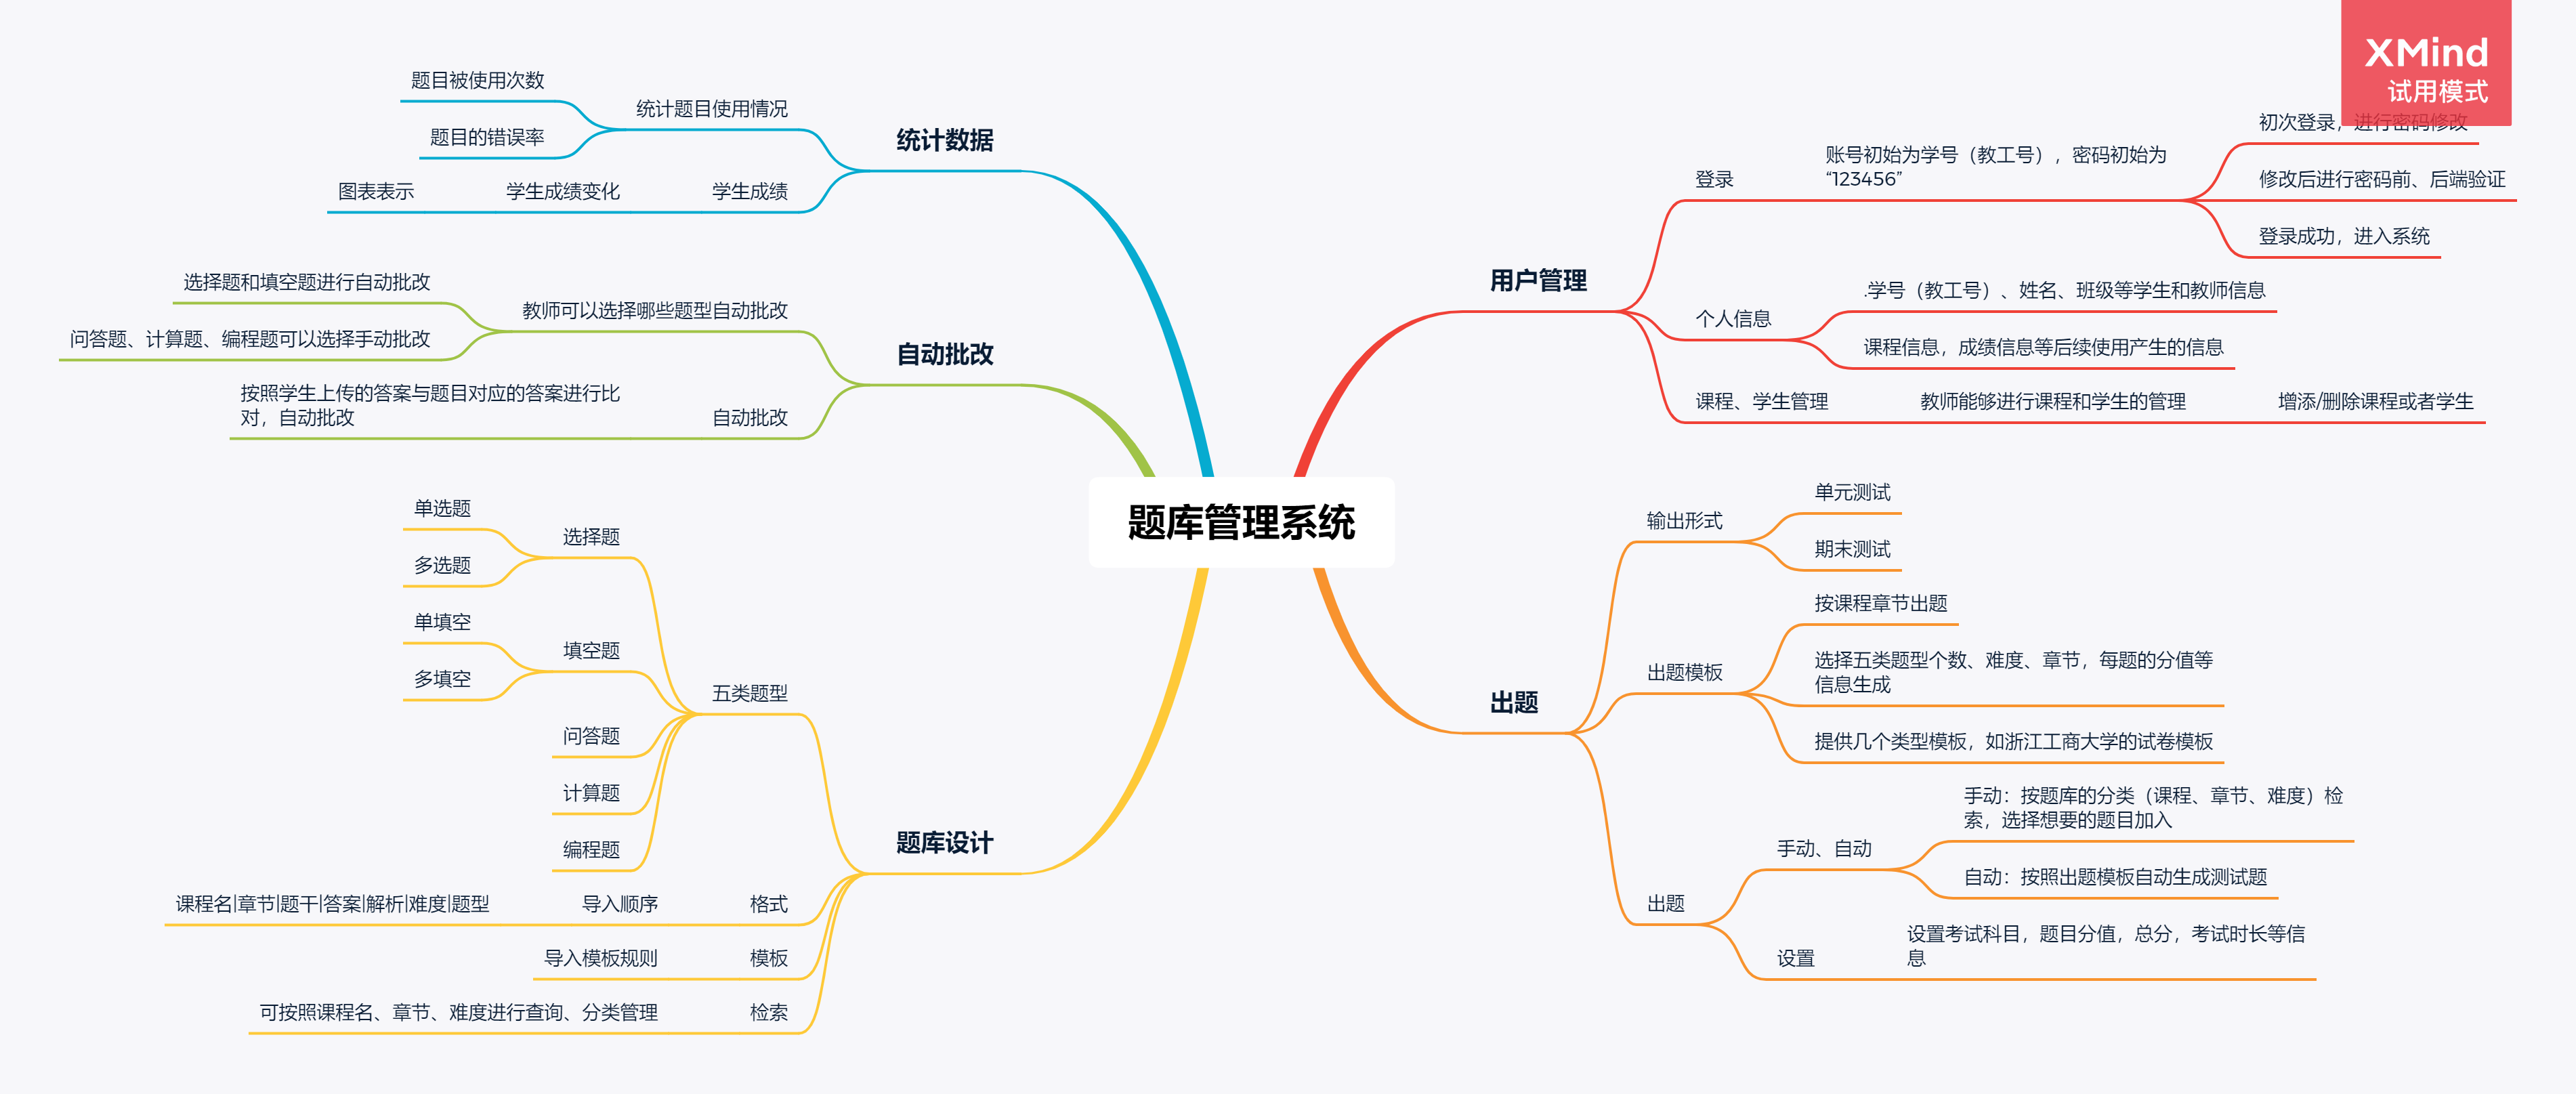 XMind
试用模式
题库管理系统
用户管理
登录
账号初始为学号（教工号），密码初始为
“123456”
初次登录，进行密码修改
修改后进行密码前、后端验证
登录成功，进入系统
个人信息
.学号（教工号）、姓名、班级等学生和教师信息
课程信息，成绩信息等后续使用产生的信息
课程、学生管理
教师能够进行课程和学生的管理
增添/删除课程或者学生
出题
输出形式
单元测试
期末测试
出题模板
按课程章节出题
选择五类题型个数、难度、章节，每题的分值等
信息生成
提供几个类型模板，如浙江工商大学的试卷模板
出题
手动、自动
手动：按题库的分类（课程、章节、难度）检
索，选择想要的题目加入
自动：按照出题模板自动生成测试题
设置
设置考试科目，题目分值，总分，考试时长等信
息
统计数据
统计题目使用情况
题目被使用次数
题目的错误率
学生成绩
学生成绩变化
图表表示
自动批改
教师可以选择哪些题型自动批改
选择题和填空题进行自动批改
问答题、计算题、编程题可以选择手动批改
自动批改
按照学生上传的答案与题目对应的答案进行比
对，自动批改
题库设计
五类题型
选择题
单选题
多选题
填空题
单填空
多填空
问答题
计算题
编程题
格式
导入顺序
课程名|章节|题干|答案|解析|难度|题型
模板
导入模板规则
检索
可按照课程名、章节、难度进行查询、分类管理